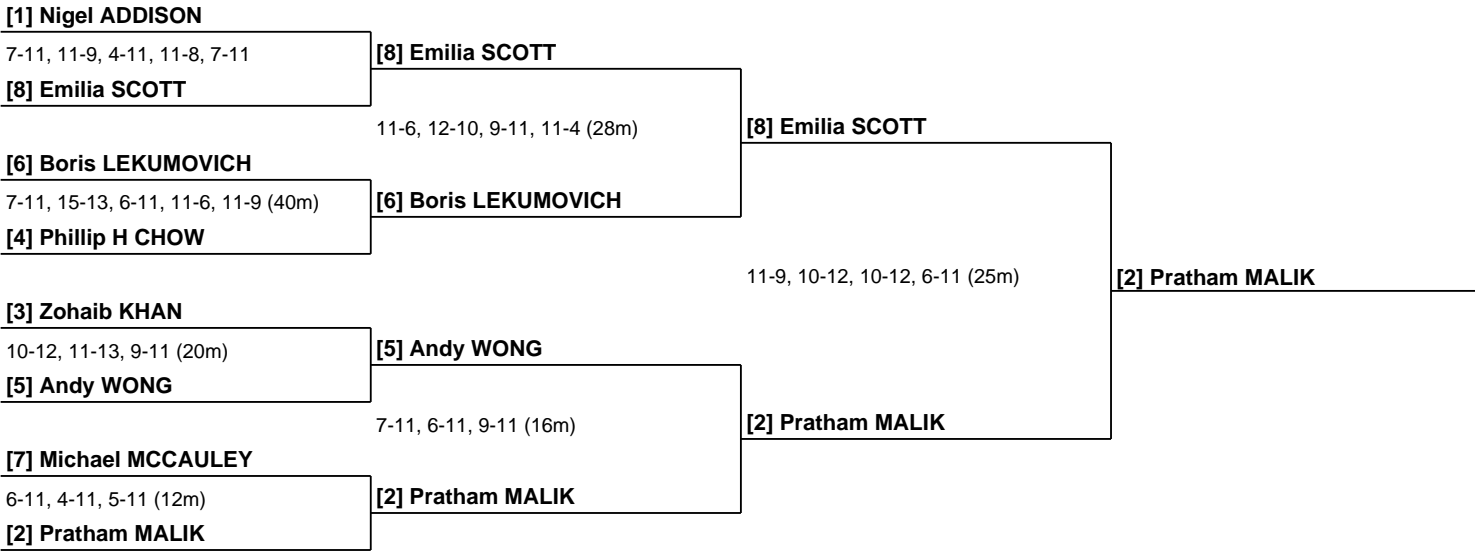 [1] Nigel ADDISON
7-11, 11-9, 4-11, 11-8, 7-11
[8] Emilia SCOTT
[8] Emilia SCOTT
11-6, 12-10, 9-11, 11-4 (28m)
[8] Emilia SCOTT
[6] Boris LEKUMOVICH
7-11, 15-13, 6-11, 11-6, 11-9 (40m)
[6] Boris LEKUMOVICH
[4] Phillip H CHOW
11-9, 10-12, 10-12, 6-11 (25m)
[2] Pratham MALIK
[3] Zohaib KHAN
10-12, 11-13, 9-11 (20m)
[5] Andy WONG
[5] Andy WONG
7-11, 6-11, 9-11 (16m)
[2] Pratham MALIK
[7] Michael MCCAULEY
6-11, 4-11, 5-11 (12m)
[2] Pratham MALIK
[2] Pratham MALIK